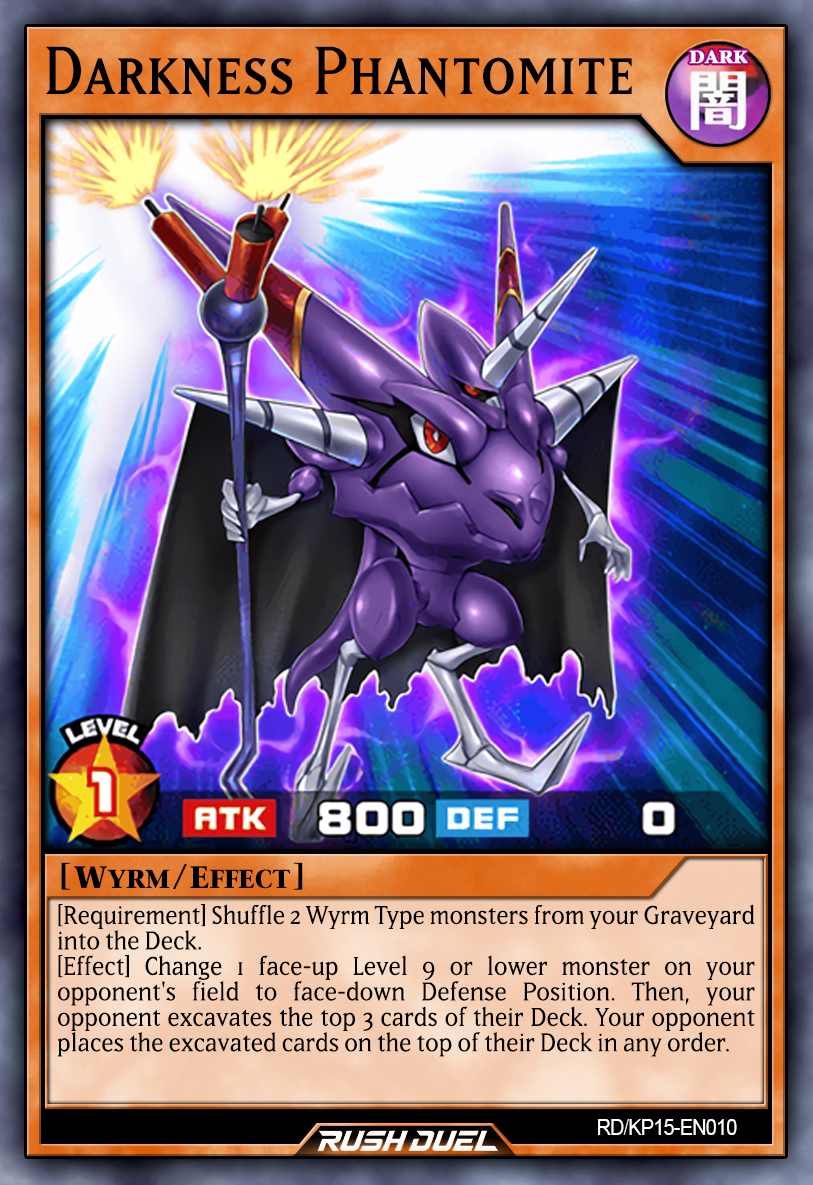 Darkness Phantomite
DARK
闇
LEVEL
1
ATK 800 DEF 0
[Wyrm/Effect]
[Requirement] Shuffle 2 Wyrm Type monsters from your Graveyard
into the Deck.
[Effect] Change 1 face-up Level 9 or lower monster on your
opponent's field to face-down Defense Position. Then, your
opponent excavates the top 3 cards of their Deck. Your opponent
places the excavated cards on the top of their Deck in any order.
RD/KP15-EN010
RUSH DUEL